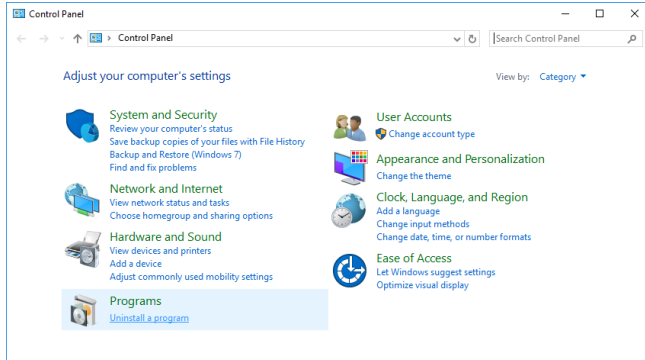 Control Panel
Control Panel
Search Control Panel
Adjust your computer's settings
View by: Category
System and Security
Review your computer's status
Save backup copies of your files with File History
Backup and Restore (Windows 7)
Find and fix problems
Network and Internet
View network status and tasks
Choose homegroup and sharing options
Hardware and Sound
View devices and printers
Add a device
Adjust commonly used mobility settings
Programs
Uninstall a program
User Accounts
Change account type
Appearance and Personalization
Change the theme
Clock, Language, and Region
Add a language
Change input methods
Change date, time, or number formats
Ease of Access
Let Windows suggest settings
Optimize visual display